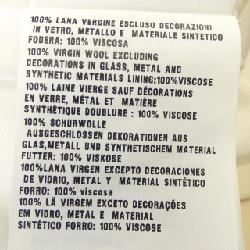 100% LANA VERGINE ESCLUSO DECORAZIONI
IN VETRO, METALLO E MATERIALE SINTETICO
FODERA: 100% VISCOSA
100% VIRGIN WOOL EXCLUDING
DECORATIONS IN GLASS, METAL AND
SYNTHETIC MATERIALS LINING:100%VISCOSE
100% LAINE VIERGE SAUF DÉCORATIONS
EN VERRE, MÉTAL ET MATIÈRE
SYNTHÉTIQUE DOUBLURE : 100% VISCOSE
100 % SCHURWOLLE
AUSGESCHLOSSEN DEKORATIONEN AUS
GLAS,METALL UND SYNTHETISCHEM MATERIAL
FUTTER: 100% VISKOSE
100%LANA VIRGEN EXCEPTO DECORACIONES
DE VIDRIO, METAL Y MATERIAL SINTÉTICO
FORRO: 100% viscosa
100% LÃ VIRGEM EXCETO DECORAÇÕES
EM VIDRO, METAL E MATERIAL
SINTÉTICO FORRO: 100% VISCOSE